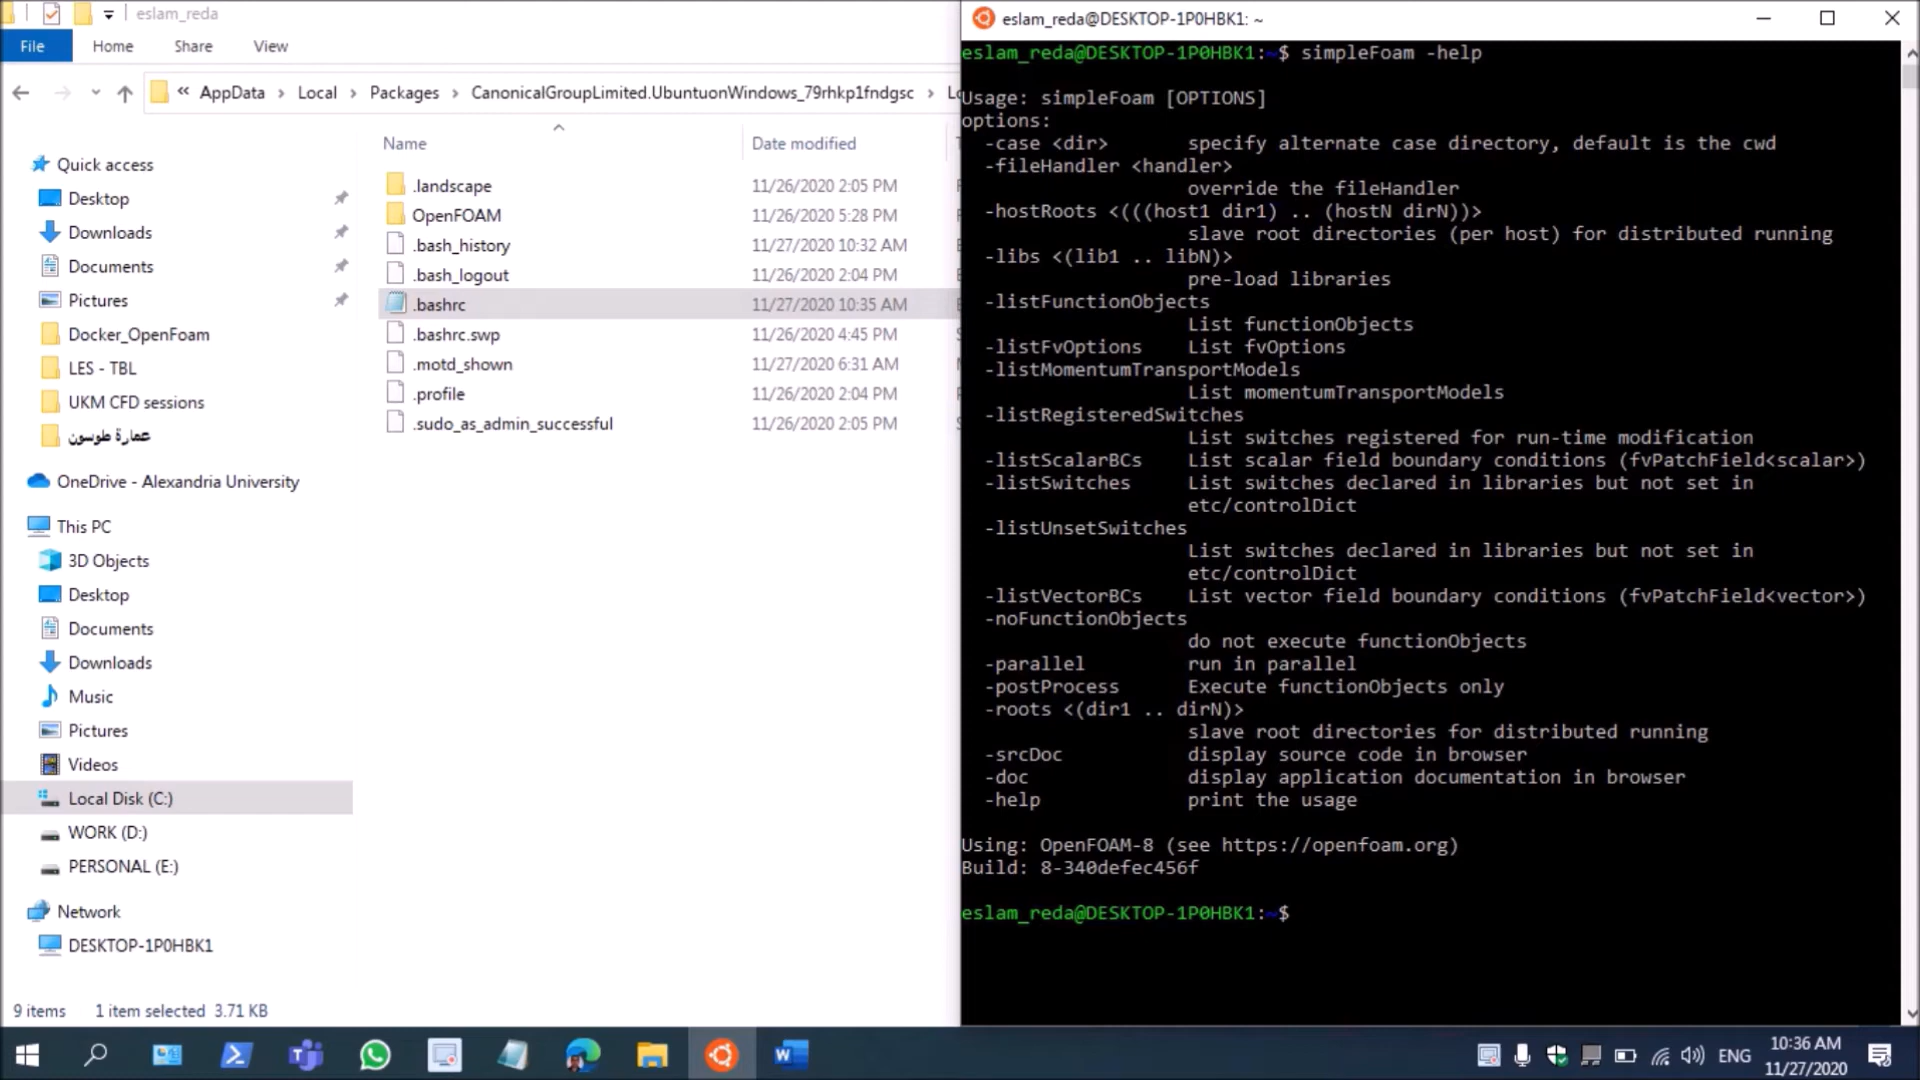 eslam_reda
File Home Share View
« AppData > Local > Packages > CanonicalGroupLimited.UbuntuonWindows_79rhkp1fndgsc >
Name Date modified
Quick access
Desktop
Downloads
Documents
Pictures
Docker_OpenFoam
LES - TBL
UKM CFD sessions
عمارة طوسون
OneDrive - Alexandria University
This PC
3D Objects
Desktop
Documents
Downloads
Music
Pictures
Videos
Local Disk (C:)
WORK (D:)
PERSONAL (E:)
Network
DESKTOP-1P0HBK1
.landscape 11/26/2020 2:05 PM
OpenFOAM 11/26/2020 5:28 PM
.bash_history 11/27/2020 10:32 AM
.bash_logout 11/26/2020 2:04 PM
.bashrc 11/27/2020 10:35 AM
.bashrc.swp 11/26/2020 4:45 PM
.motd_shown 11/27/2020 6:31 AM
.profile 11/26/2020 2:04 PM
.sudo_as_admin_successful 11/26/2020 2:05 PM
9 items 1 item selected 3.71 KB
eslam_reda@DESKTOP-1P0HBK1: ~
eslam_reda@DESKTOP-1P0HBK1:~$ simpleFoam -help
Usage: simpleFoam [OPTIONS]
options:
-case <dir> specify alternate case directory, default is the cwd
-fileHandler <handler>
override the fileHandler
-hostRoots <(((host1 dir1) .. (hostN dirN))>
slave root directories (per host) for distributed running
-libs <(lib1 .. libN)>
pre-load libraries
-listFunctionObjects
List functionObjects
-listFvOptions List fvOptions
-listMomentumTransportModels
List momentumTransportModels
-listRegisteredSwitches
List switches registered for run-time modification
-listScalarBCs List scalar field boundary conditions (fvPatchField<scalar>)
-listSwitches List switches declared in libraries but not set in
etc/controlDict
-listUnsetSwitches
List switches declared in libraries but not set in
etc/controlDict
-listVectorBCs List vector field boundary conditions (fvPatchField<vector>)
-noFunctionObjects
do not execute functionObjects
-parallel run in parallel
-postProcess Execute functionObjects only
-roots <(dir1 .. dirN)>
slave root directories for distributed running
-srcDoc display source code in browser
-doc display application documentation in browser
-help print the usage
Using: OpenFOAM-8 (see https://openfoam.org)
Build: 8-340defec456f
eslam_reda@DESKTOP-1P0HBK1:~$
ENG
10:36 AM
11/27/2020